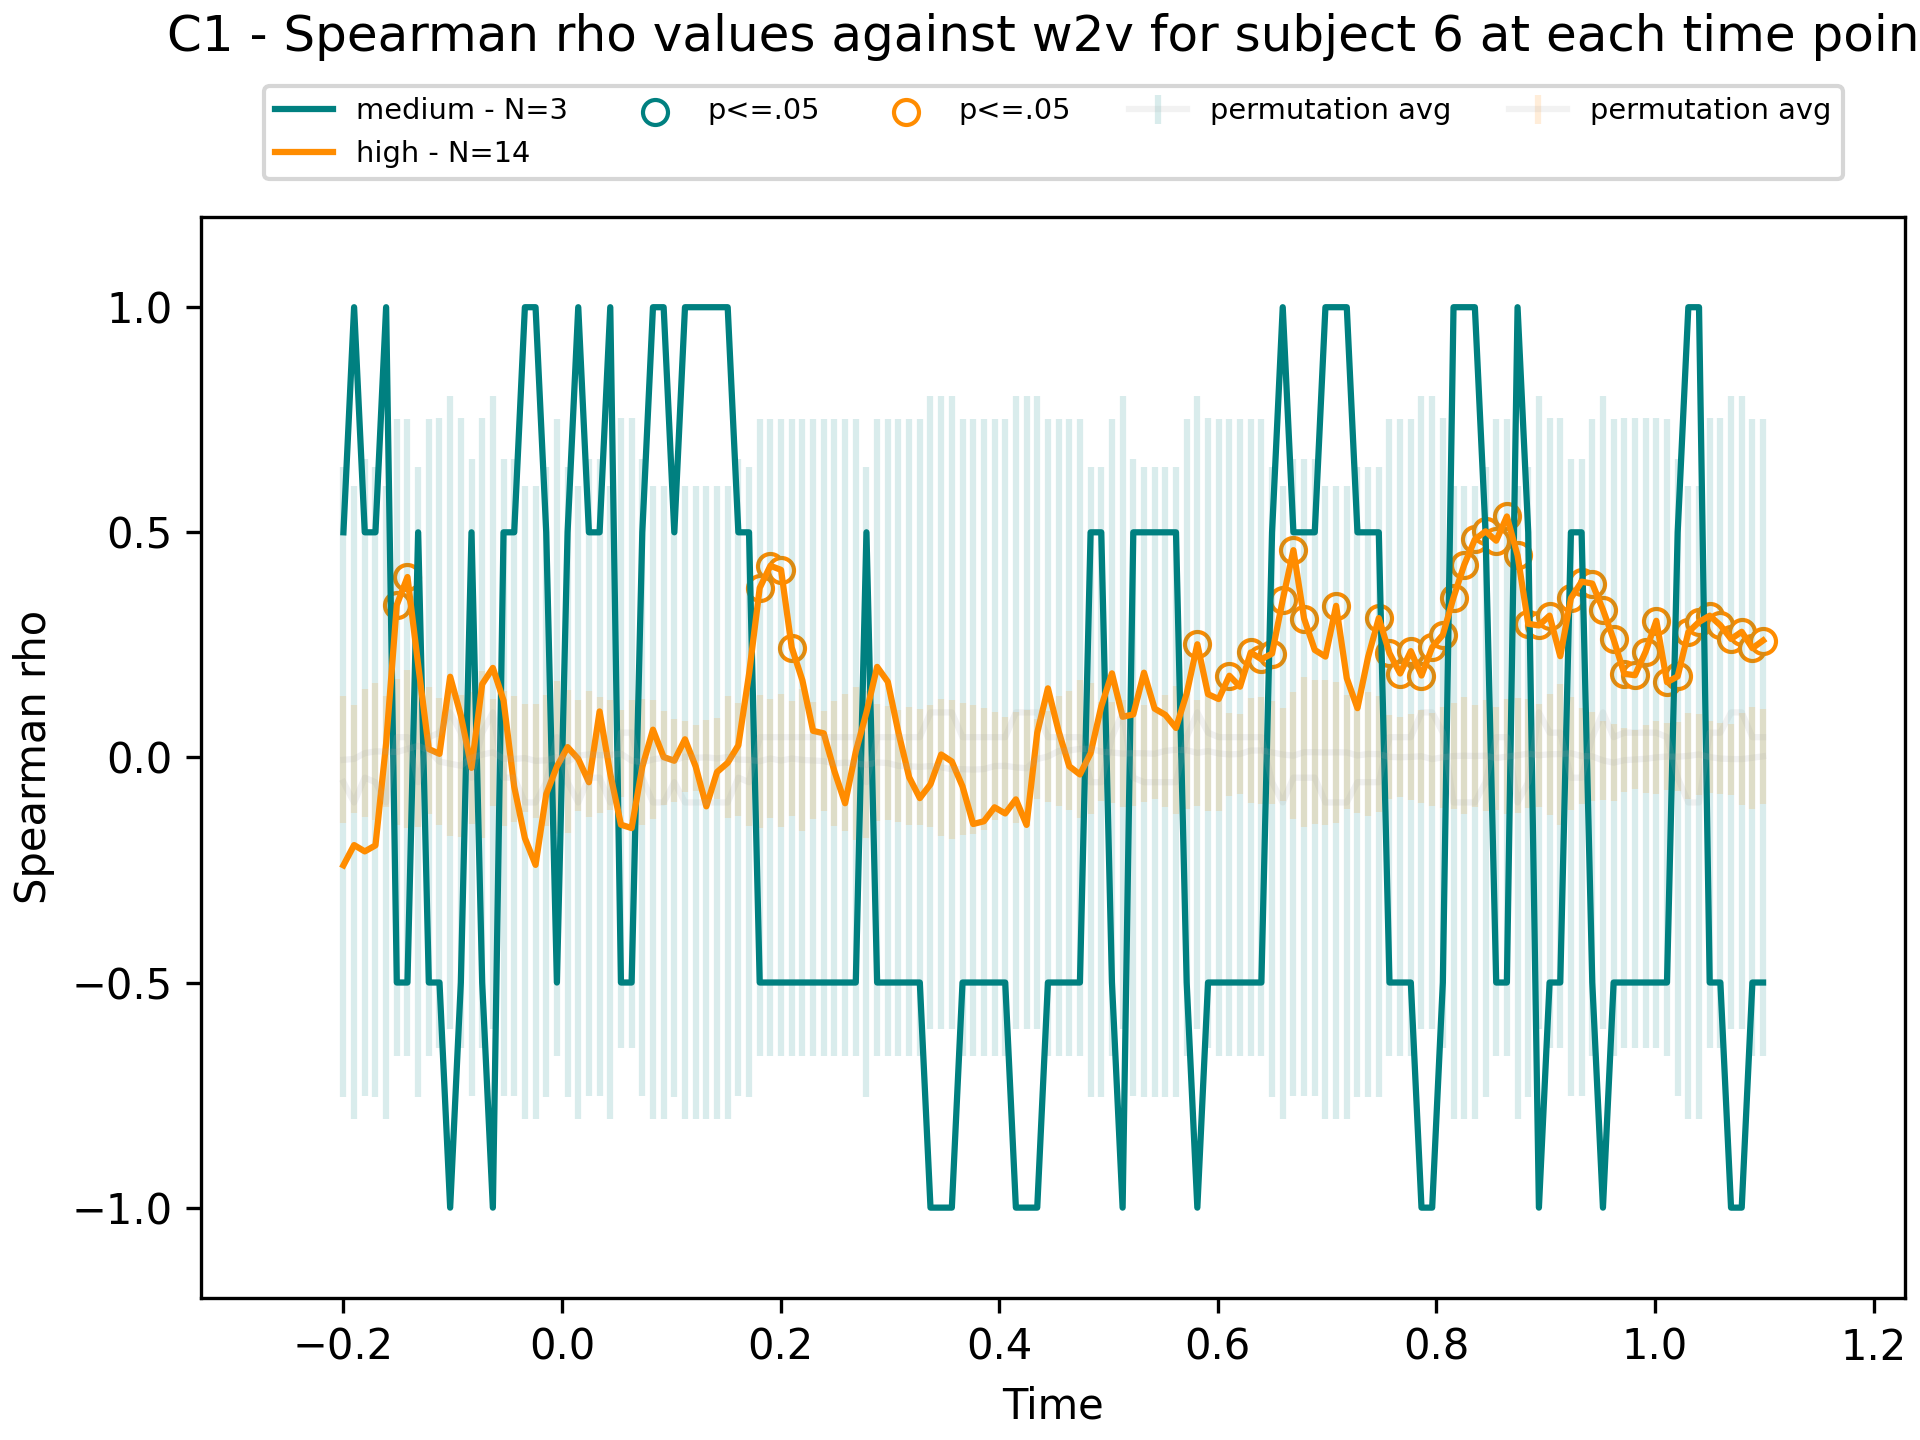 C1 - Spearman rho values against w2v for subject 6 at each time poin
medium - N=3
high - N=14
p<=.05
p<=.05
permutation avg
permutation avg
Spearman rho
1.0
0.5
0.0
−0.5
−1.0
−0.2 0.0 0.2 0.4 0.6 0.8 1.0 1.2
Time